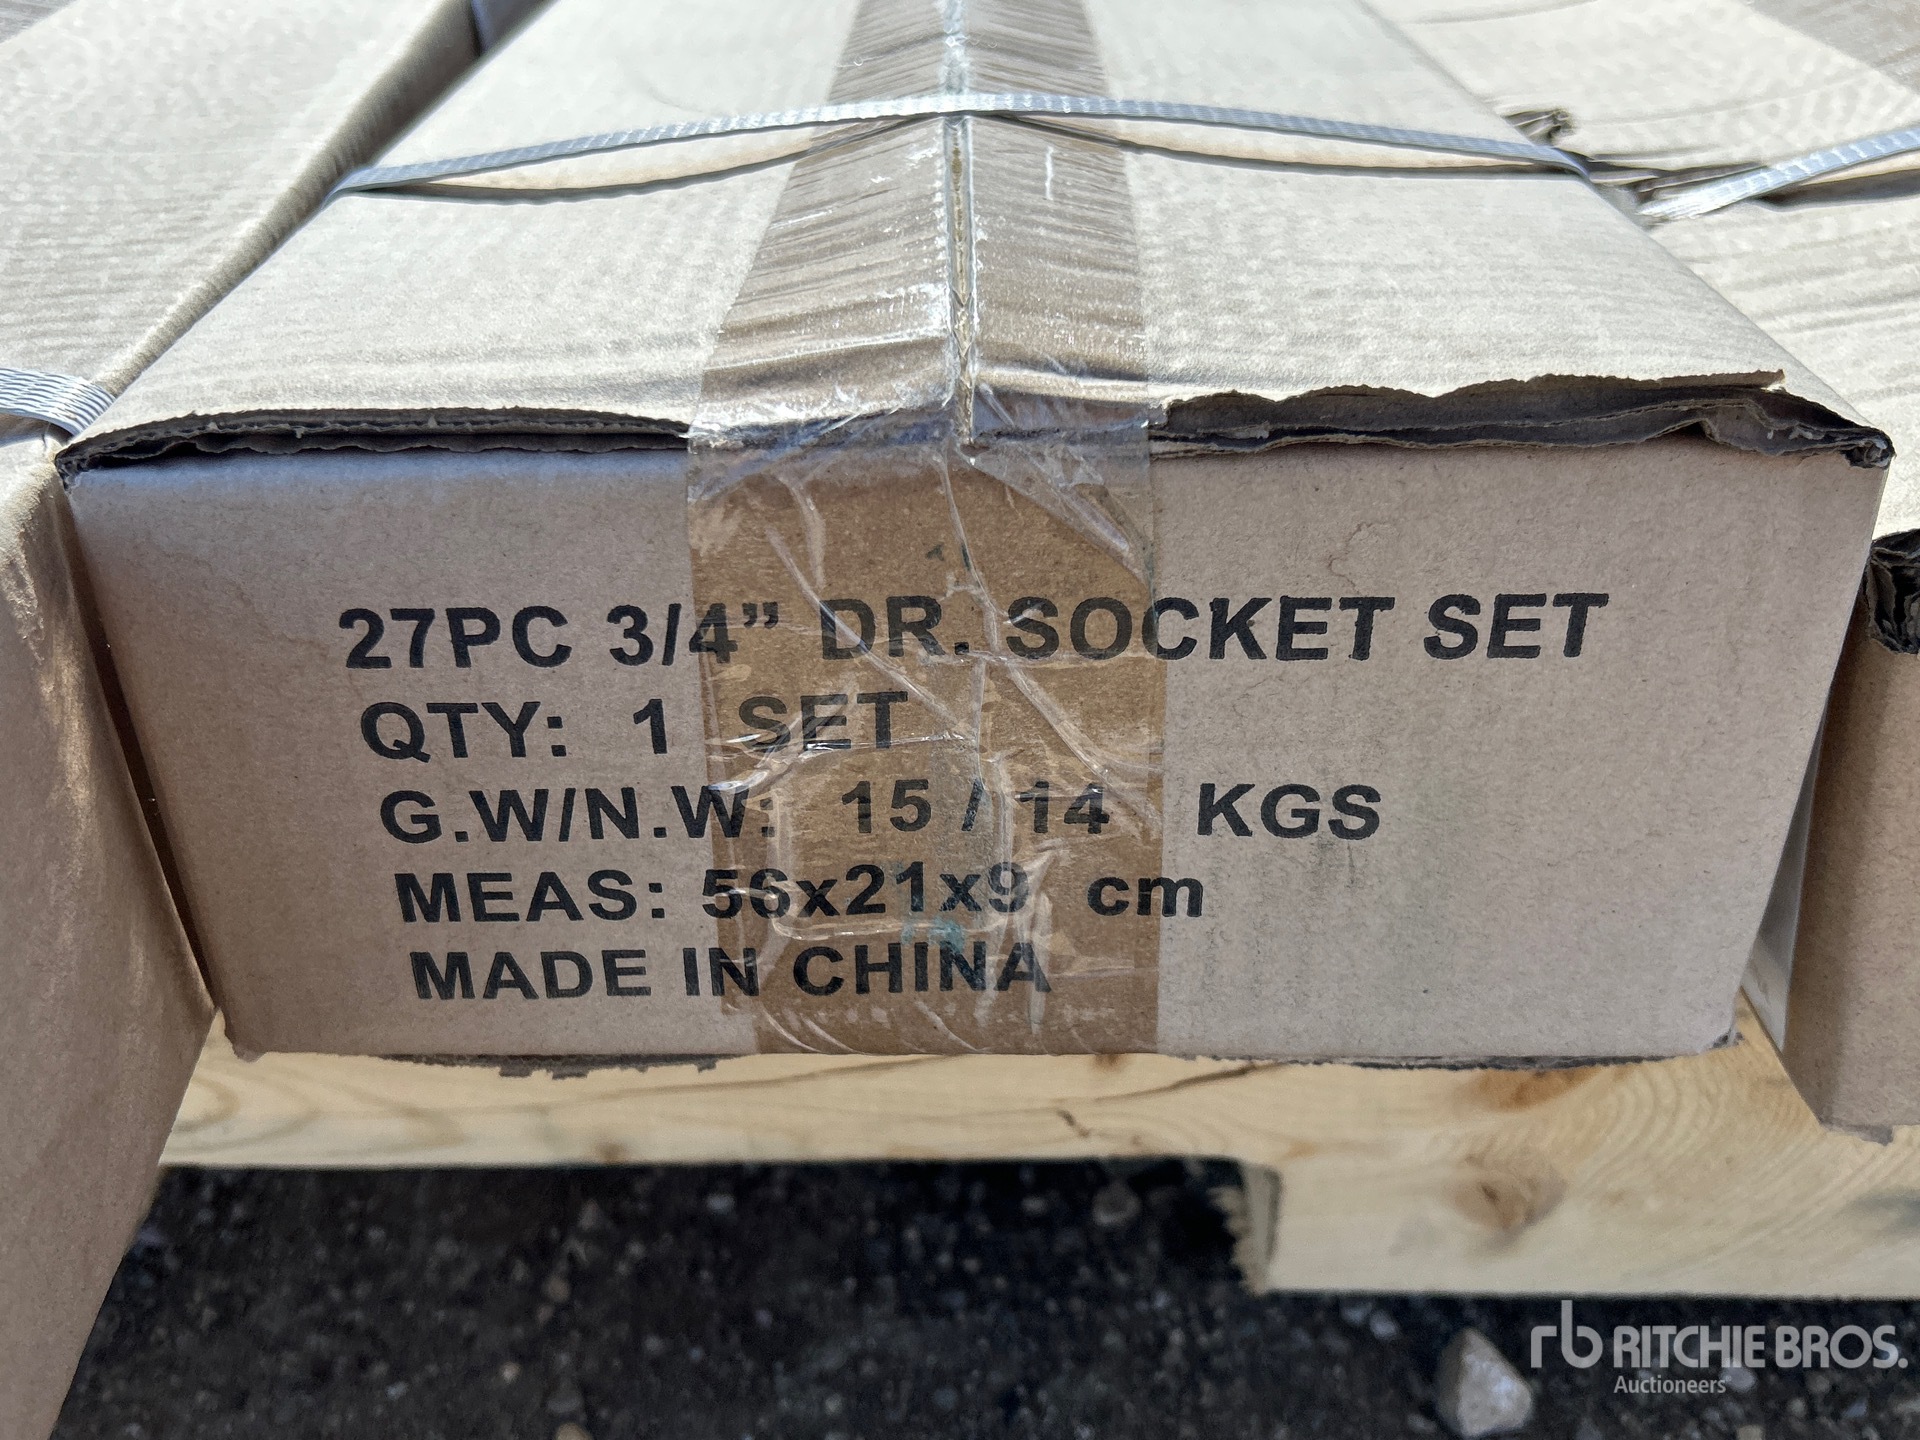 27PC 3/4” DR. SOCKET SET
QTY: 1 SET
G.W/N.W: 15 / 14 KGS
MEAS: 56x21x9 cm
MADE IN CHINA
rb RITCHIE BROS.
Auctioneers